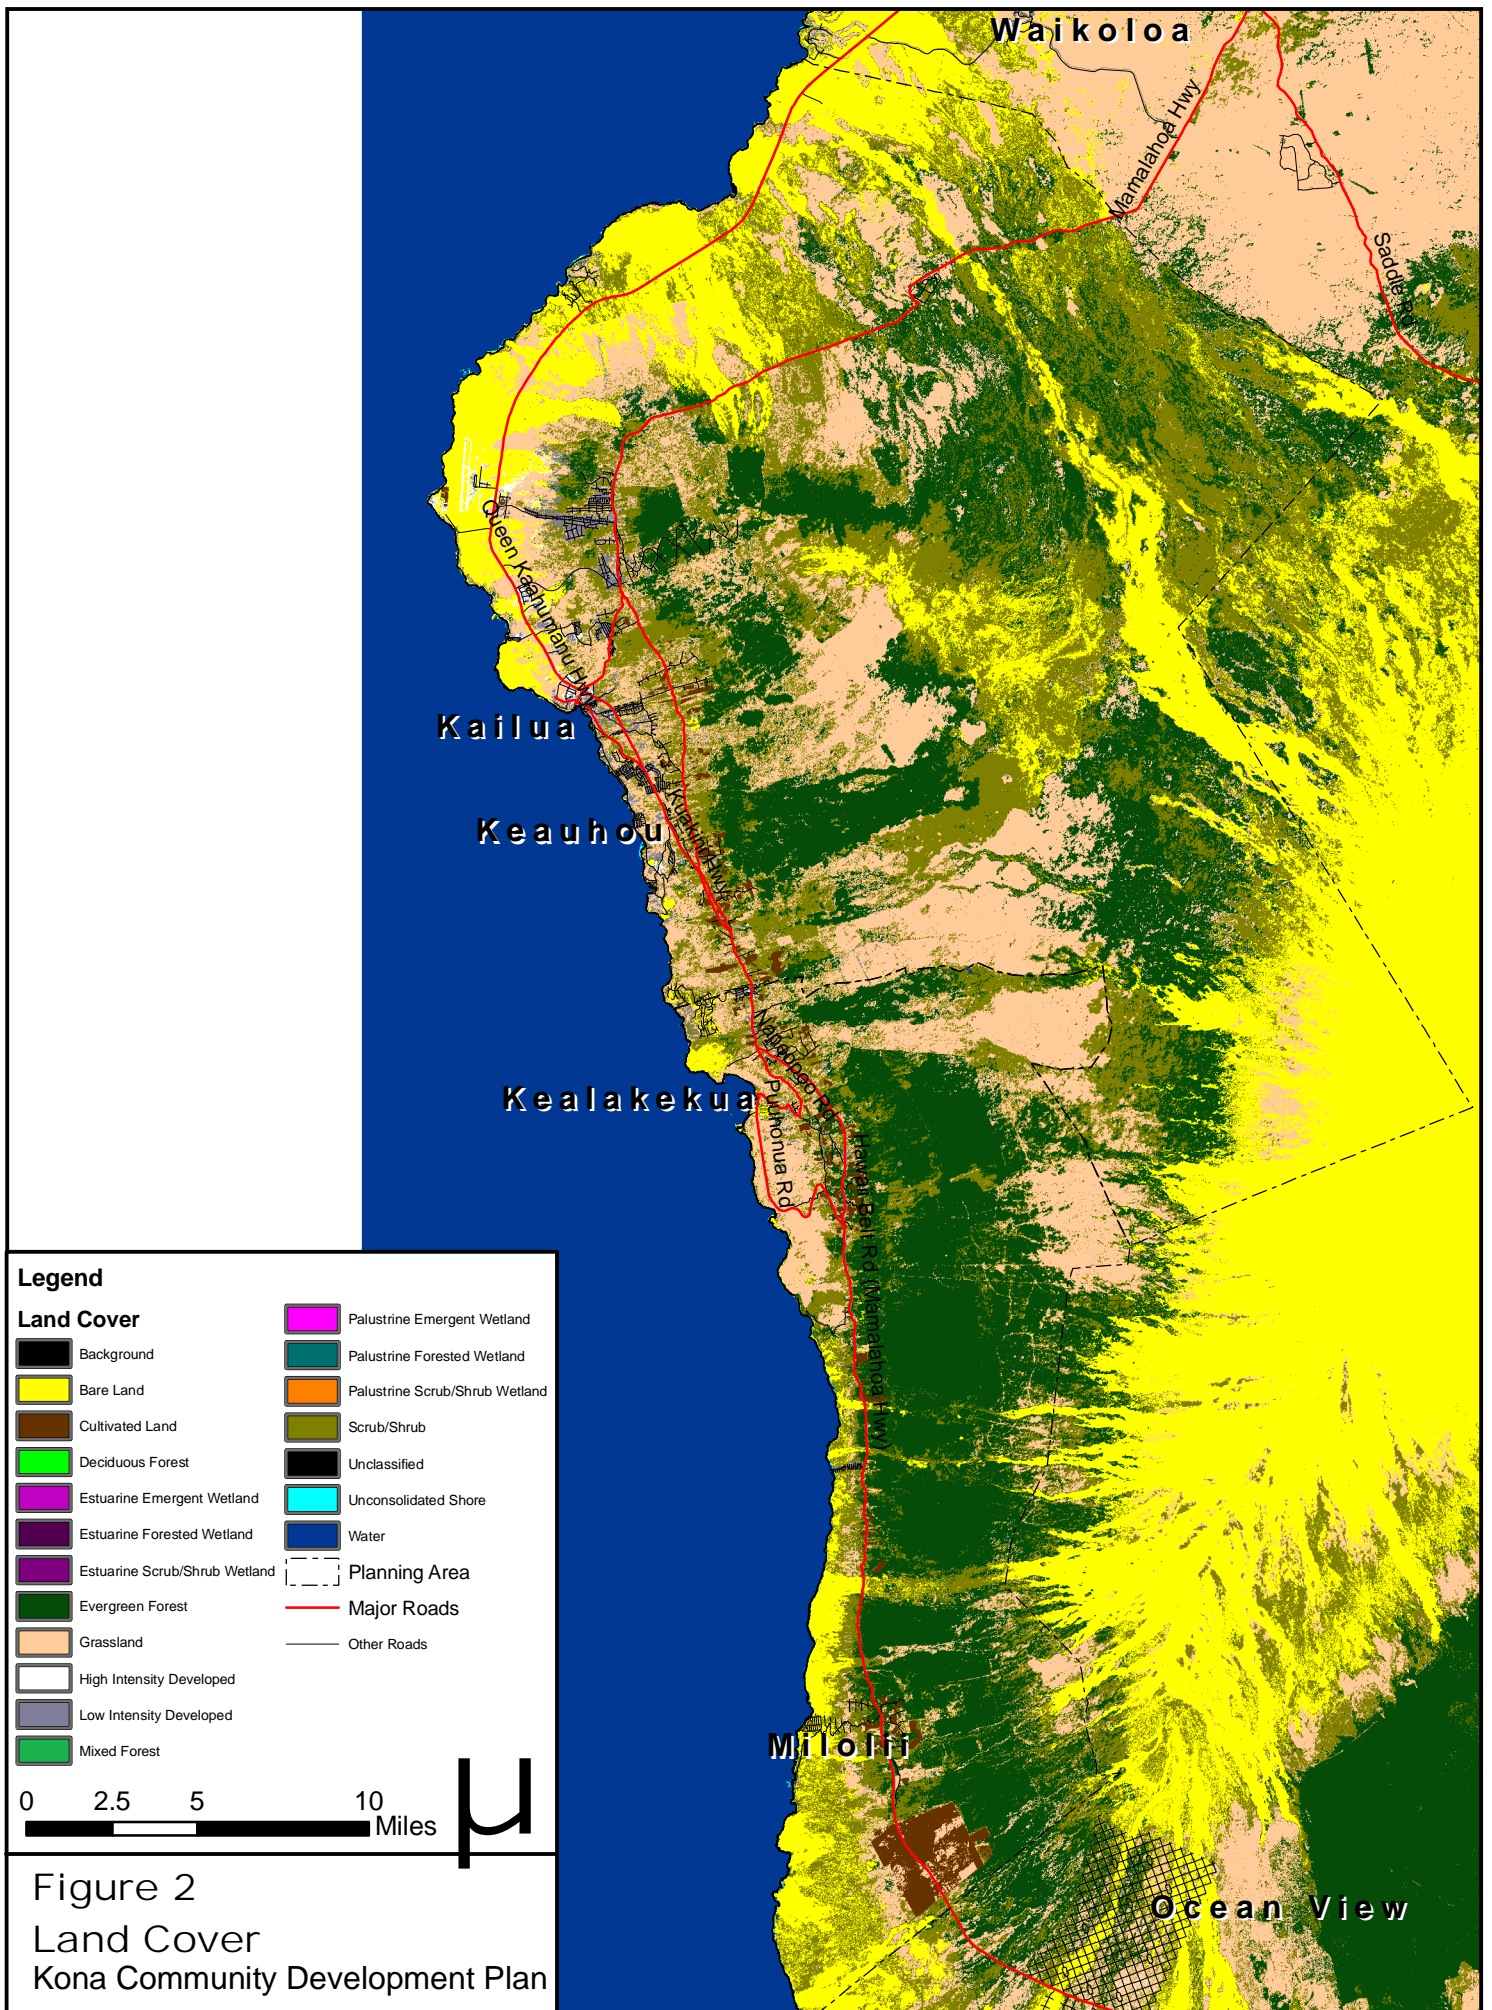 Waikoloa
Mamalahoa Hwy
Saddle Rd
Queen Kaahumanu Hwy
Kailua
Keauhou
Kuakini Hwy
Napoopoo Rd
Kealakekua
Puuhonua Rd
Hawaii Belt Rd (Mamalahoa Hwy)
Milolii
Ocean View
Legend
Land Cover
Background
Bare Land
Cultivated Land
Deciduous Forest
Estuarine Emergent Wetland
Estuarine Forested Wetland
Estuarine Scrub/Shrub Wetland
Evergreen Forest
Grassland
High Intensity Developed
Low Intensity Developed
Mixed Forest
Palustrine Emergent Wetland
Palustrine Forested Wetland
Palustrine Scrub/Shrub Wetland
Scrub/Shrub
Unclassified
Unconsolidated Shore
Water
Planning Area
Major Roads
Other Roads
0 2.5 5 10
Miles
µ
Figure 2
Land Cover
Kona Community Development Plan